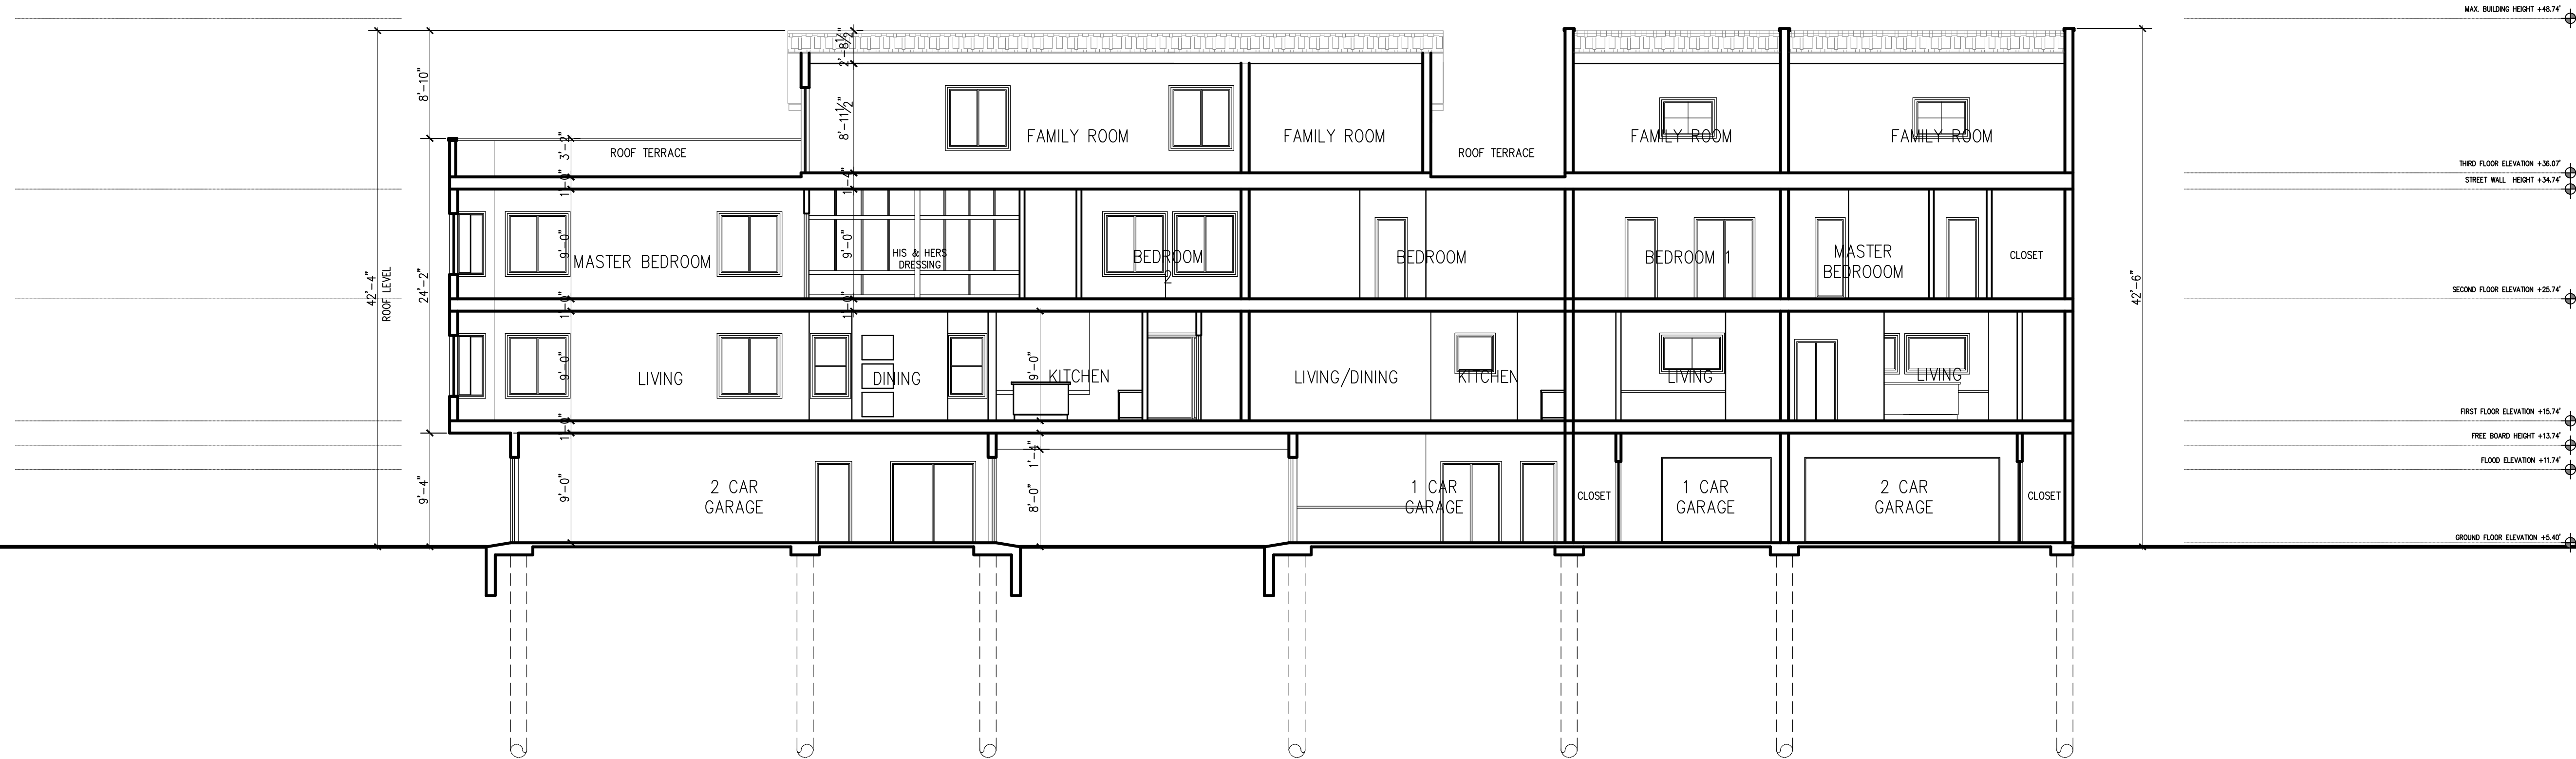 MAX. BUILDING HEIGHT +48.74'
2'-8½"
8'-10"
8'-11½"
FAMILY ROOM
FAMILY ROOM
FAMILY ROOM
FAMILY ROOM
3'-2"
ROOF TERRACE
ROOF TERRACE
THIRD FLOOR ELEVATION +36.07'
STREET WALL HEIGHT +34.74'
1'-0"
1'-4"
42'-4"
ROOF LEVEL
24'-2"
9'-0"
MASTER BEDROOM
9'-0"
HIS & HERS
DRESSING
BEDROOM
2
BEDROOM
BEDROOM 1
MASTER
BEDROOOM
CLOSET
42'-6"
SECOND FLOOR ELEVATION +25.74'
1'-0"
1'-0"
9'-0"
LIVING
DINING
9'-0"
KITCHEN
LIVING/DINING
KITCHEN
LIVING
LIVING
FIRST FLOOR ELEVATION +15.74'
1'-0"
FREE BOARD HEIGHT +13.74'
1'-4"
FLOOD ELEVATION +11.74'
9'-4"
9'-0"
2 CAR
GARAGE
8'-0"
1 CAR
GARAGE
CLOSET
1 CAR
GARAGE
2 CAR
GARAGE
CLOSET
GROUND FLOOR ELEVATION +5.40'